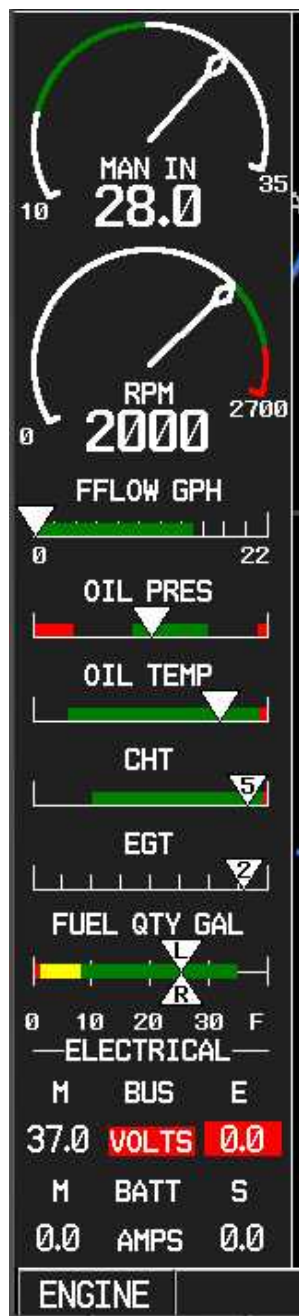 MAN IN
10 28.0 35
RPM
0 2000 2700
FFLOW GPH
0 22
OIL PRES
OIL TEMP
CHT
5
EGT
2
FUEL QTY GAL
L
R
0 10 20 30 F
ELECTRICAL
M BUS E
37.0 VOLTS 0.0
M BATT S
0.0 AMPS 0.0
ENGINE